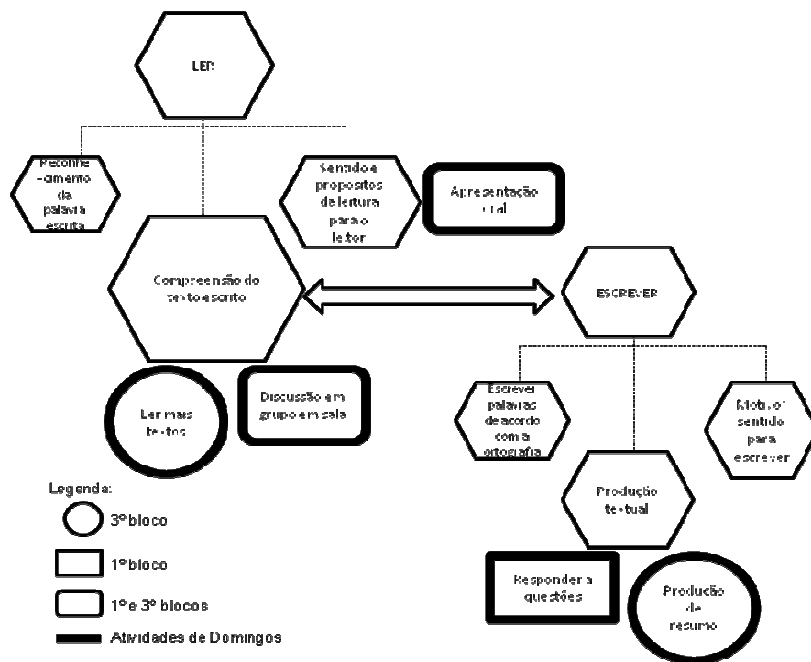 LER
Reconhe
-cimento
da
palavra
escrita
Sentido e
propósitos
da leitura
para o
leitor
Apresentação
oral
Compreensão do
texto escrito
ESCREVER
Ler mais
textos
Discussão em
grupo em sala
Escrever
palavras
de acordo
com a
ortografia
Motivo/
sentido
para
escrever
Produção
textual
Responder a
questões
Produção
de
resumo
Legenda:
3º bloco
1º bloco
1º e 3º blocos
Atividades de Domingos